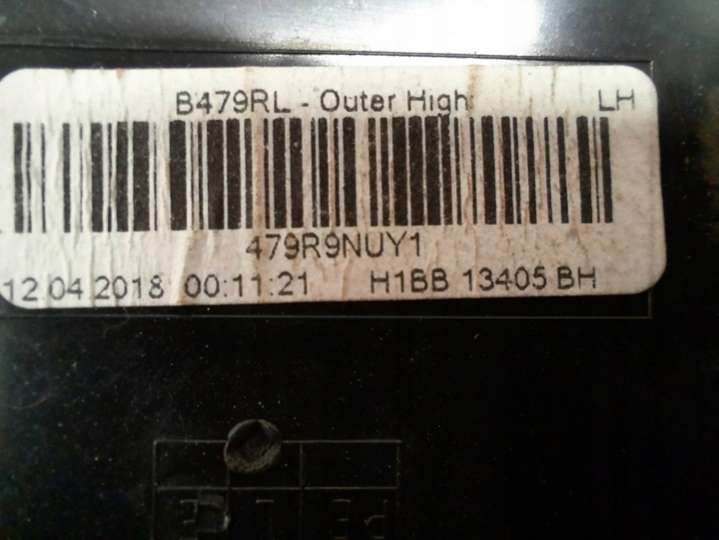 B479RL - Outer High LH
479R9NUY1
12 04 2018 00:11:21 H1BB 13405 BH